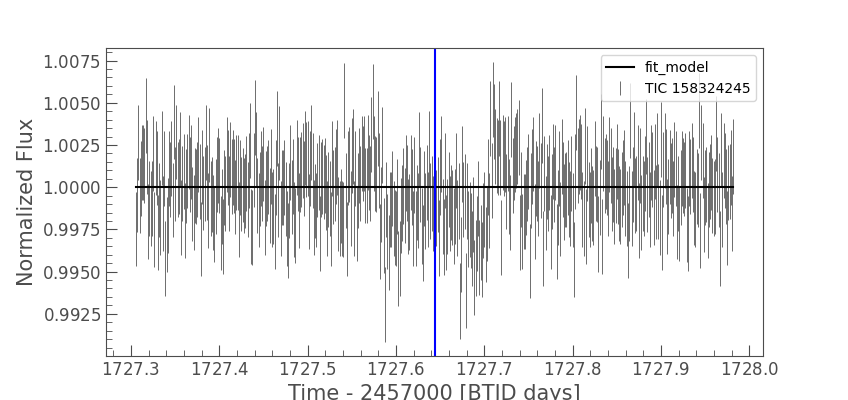 1.0075
1.0050
1.0025
1.0000
0.9975
0.9950
0.9925
Normalized Flux
fit_model
TIC 158324245
1727.3 1727.4 1727.5 1727.6 1727.7 1727.8 1727.9 1728.0
Time - 2457000 [BTJD days]